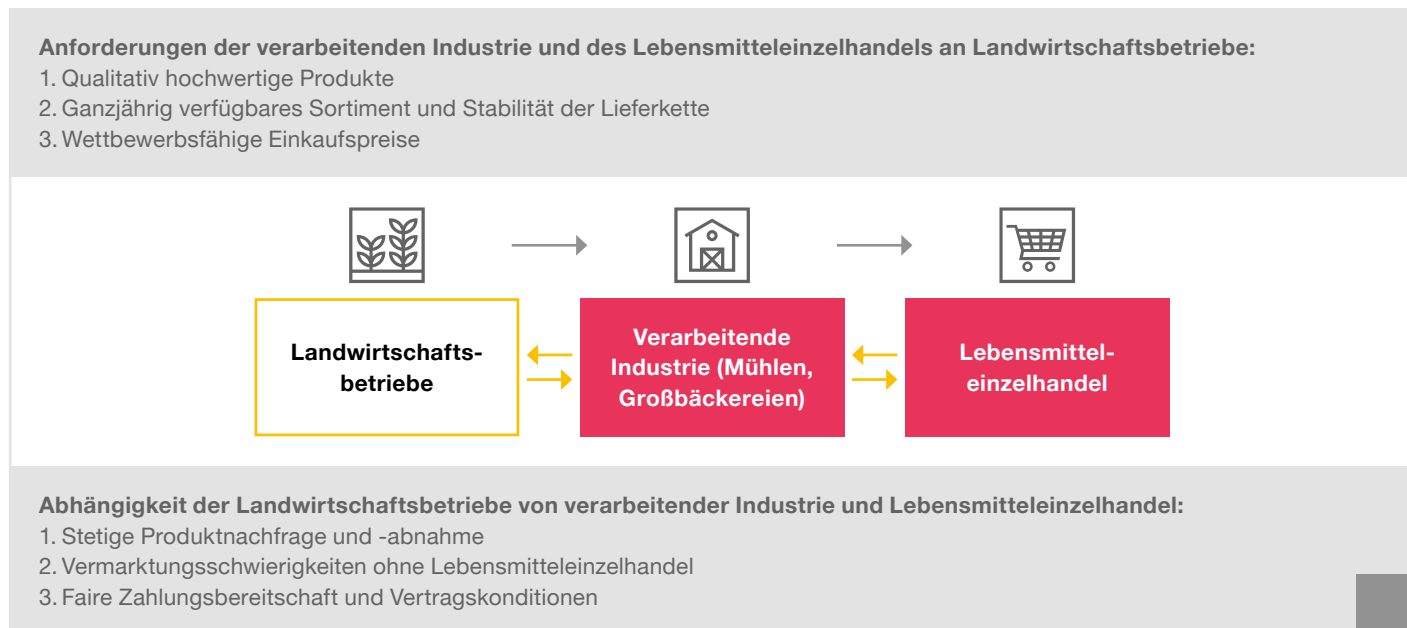 Anforderungen der verarbeitenden Industrie und des Lebensmitteleinzelhandels an Landwirtschaftsbetriebe:
1. Qualitativ hochwertige Produkte
2. Ganzjährig verfügbares Sortiment und Stabilität der Lieferkette
3. Wettbewerbsfähige Einkaufspreise
Landwirtschafts-
betriebe
Verarbeitende
Industrie (Mühlen,
Großbäckereien)
Lebensmittel-
einzelhandel
Abhängigkeit der Landwirtschaftsbetriebe von verarbeitender Industrie und Lebensmitteleinzelhandel:
1. Stetige Produktnachfrage und -abnahme
2. Vermarktungsschwierigkeiten ohne Lebensmitteleinzelhandel
3. Faire Zahlungsbereitschaft und Vertragskonditionen